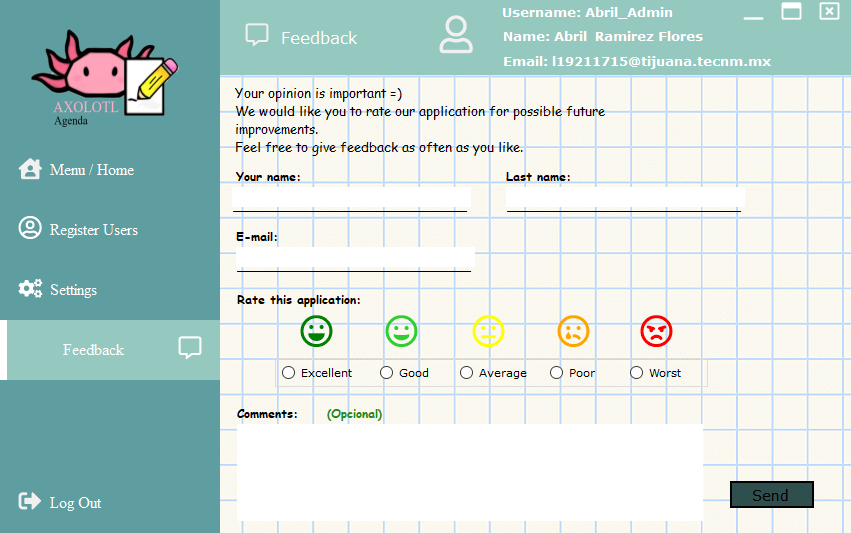 AXOLOTL
Agenda
Menu / Home
Register Users
Settings
Feedback
Log Out
Feedback
Username: Abril_Admin
Name: Abril Ramirez Flores
Email: l19211715@tijuana.tecnm.mx
Your opinion is important =)
We would like you to rate our application for possible future
improvements.
Feel free to give feedback as often as you like.
Your name:
Last name:
E-mail:
Rate this application:
Excellent
Good
Average
Poor
Worst
Comments:
(Opcional)
Send